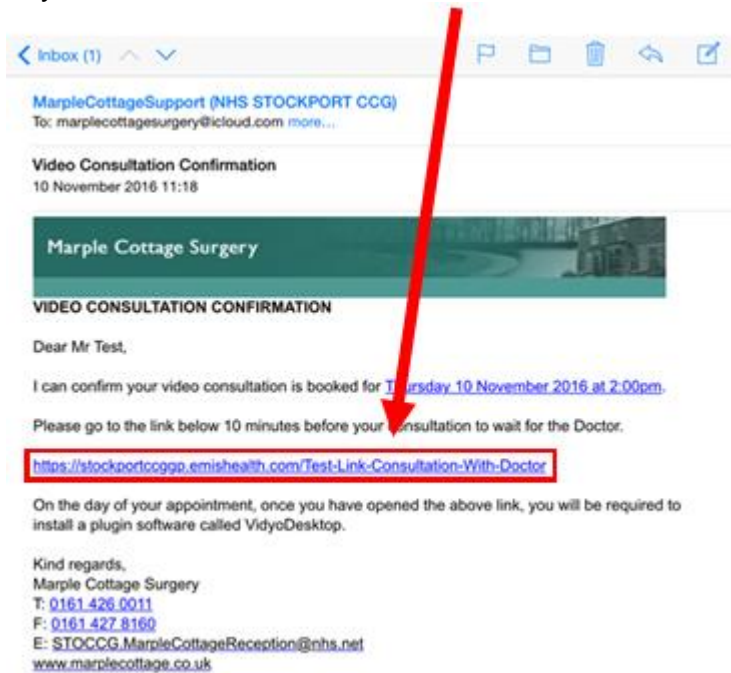 Inbox (1)
MarpleCottageSupport (NHS STOCKPORT CCG)
To: marplecottagesurgery@icloud.com more...
Video Consultation Confirmation
10 November 2016 11:18
Marple Cottage Surgery
VIDEO CONSULTATION CONFIRMATION
Dear Mr Test,
I can confirm your video consultation is booked for Thursday 10 November 2016 at 2:00pm.
Please go to the link below 10 minutes before your consultation to wait for the Doctor.
https://stockportccggp.emishealth.com/Test-Link-Consultation-With-Doctor
On the day of your appointment, once you have opened the above link, you will be required to
install a plugin software called VidyoDesktop.
Kind regards,
Marple Cottage Surgery
T: 0161 426 0011
F: 0161 427 8160
E: STOCCG.MarpleCottageReception@nhs.net
www.marplecottage.co.uk